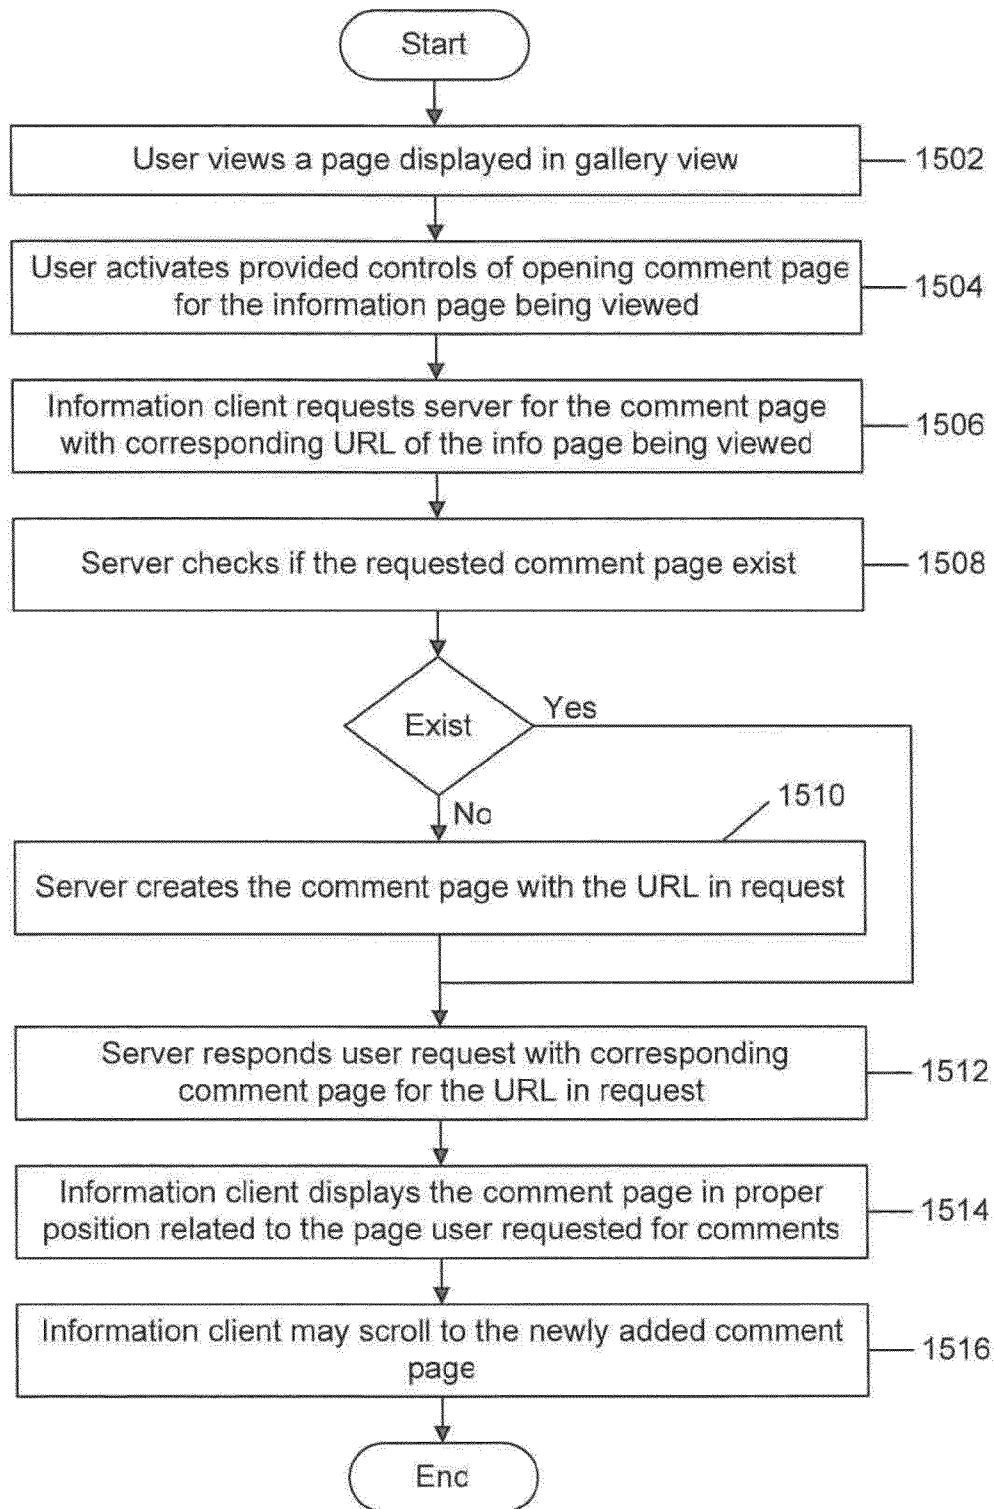 Start
User views a page displayed in gallery view
1502
User activates provided controls of opening comment page
for the information page being viewed
1504
Information client requests server for the comment page
with corresponding URL of the info page being viewed
1506
Server checks if the requested comment page exist
1508
Exist
Yes
No
1510
Server creates the comment page with the URL in request
Server responds user request with corresponding
comment page for the URL in request
1512
Information client displays the comment page in proper
position related to the page user requested for comments
1514
Information client may scroll to the newly added comment
page
1516
End